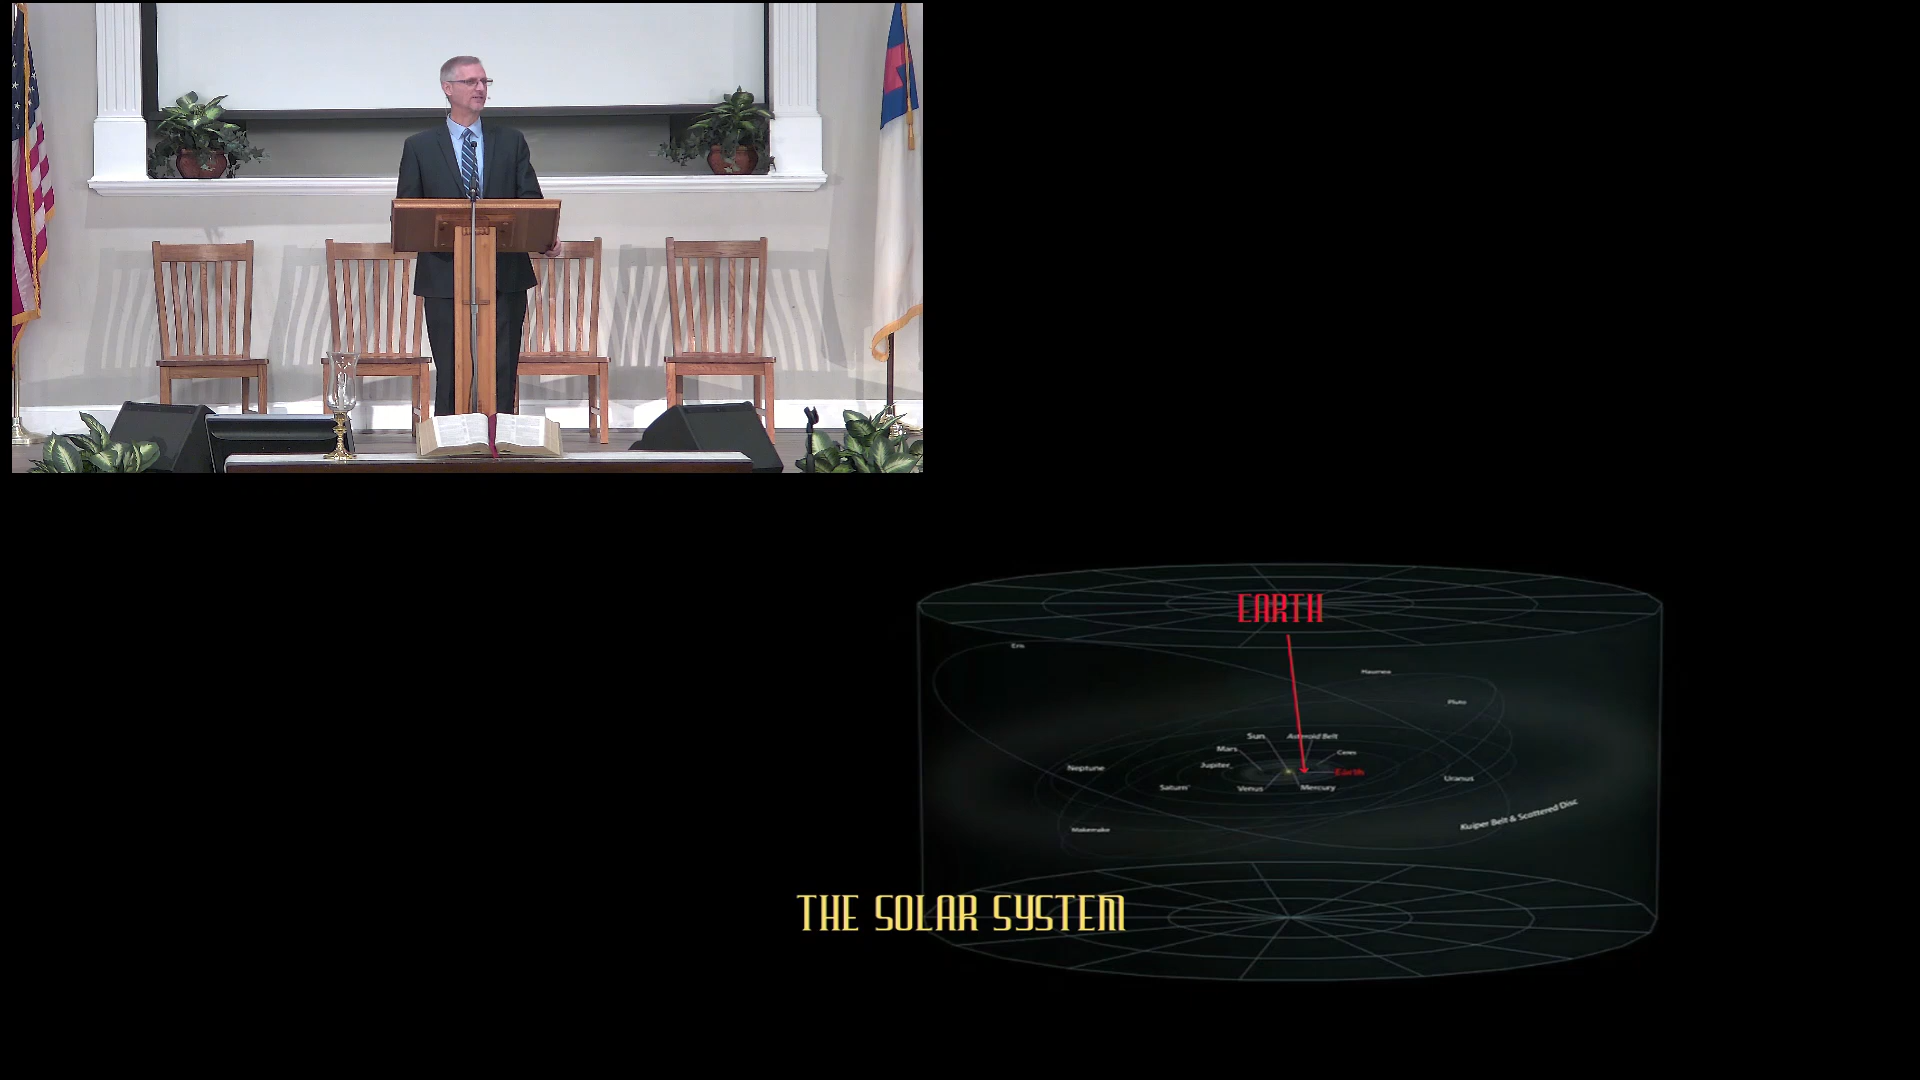 EARTH
Eris
Haumea
Pluto
Sun
Asteroid Belt
Mars
Ceres
Jupiter
Neptune
Earth
Uranus
Saturn
Venus
Mercury
Kuiper Belt & Scattered Disc
Makemake
THE SOLAR SYSTEM